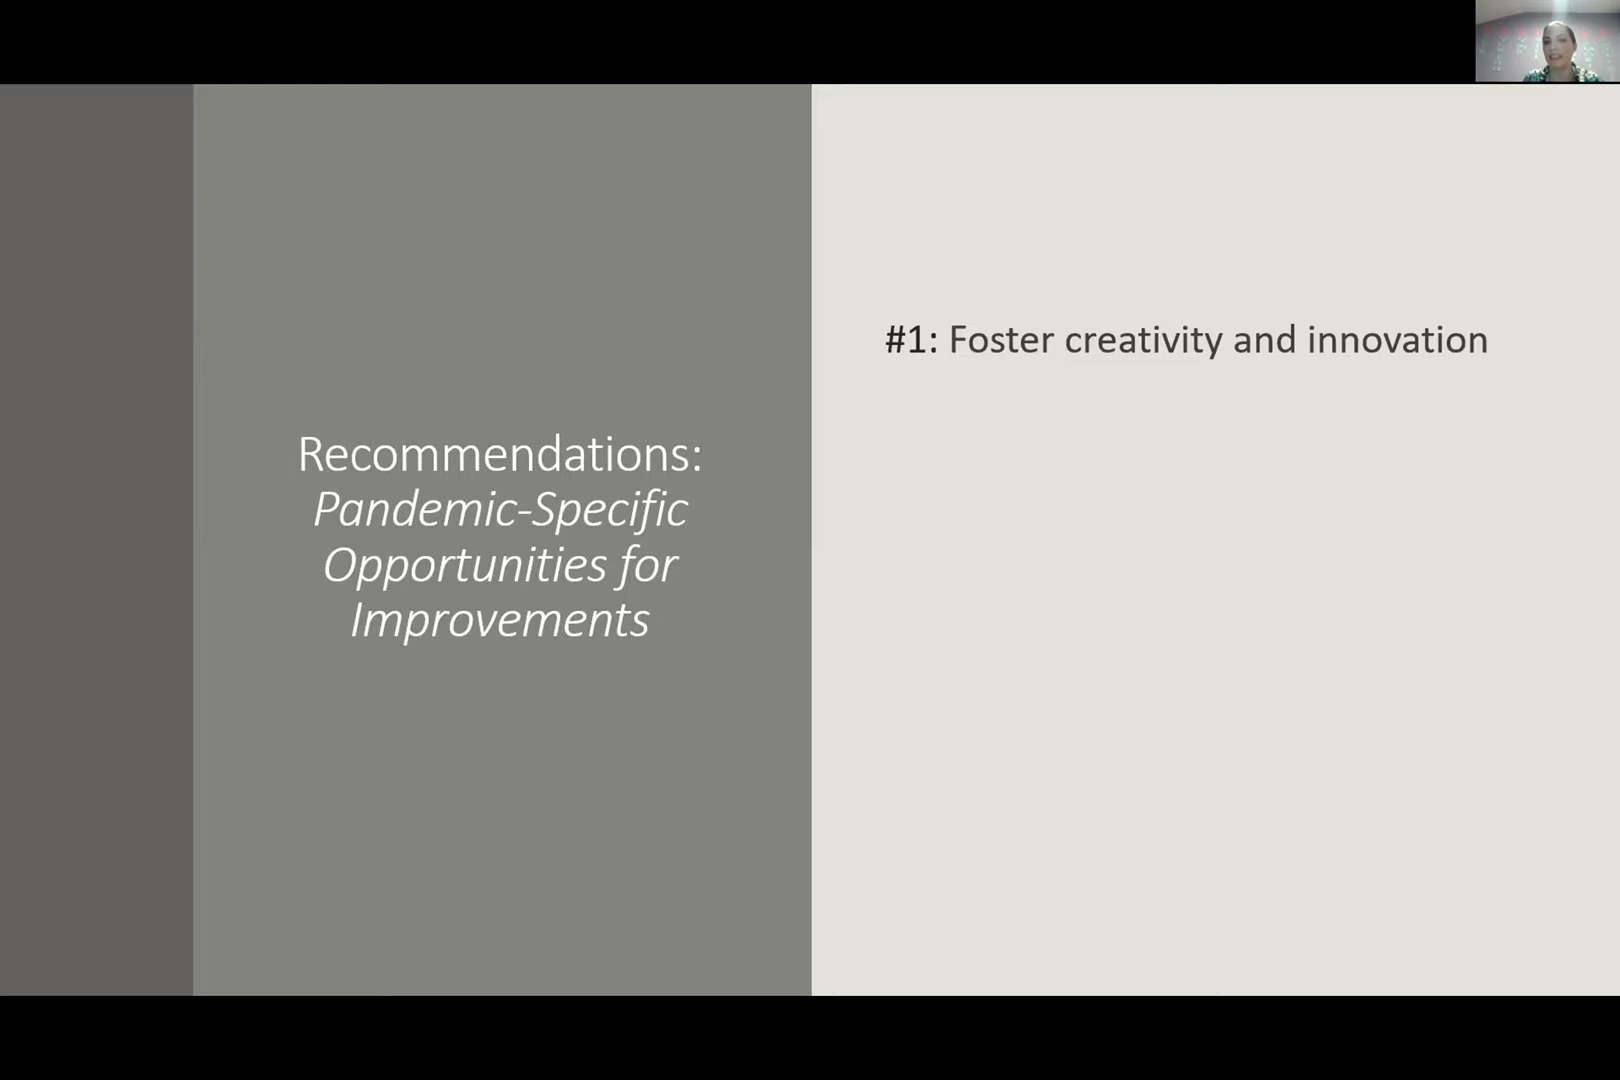 Recommendations:
Pandemic-Specific
Opportunities for
Improvements
#1: Foster creativity and innovation